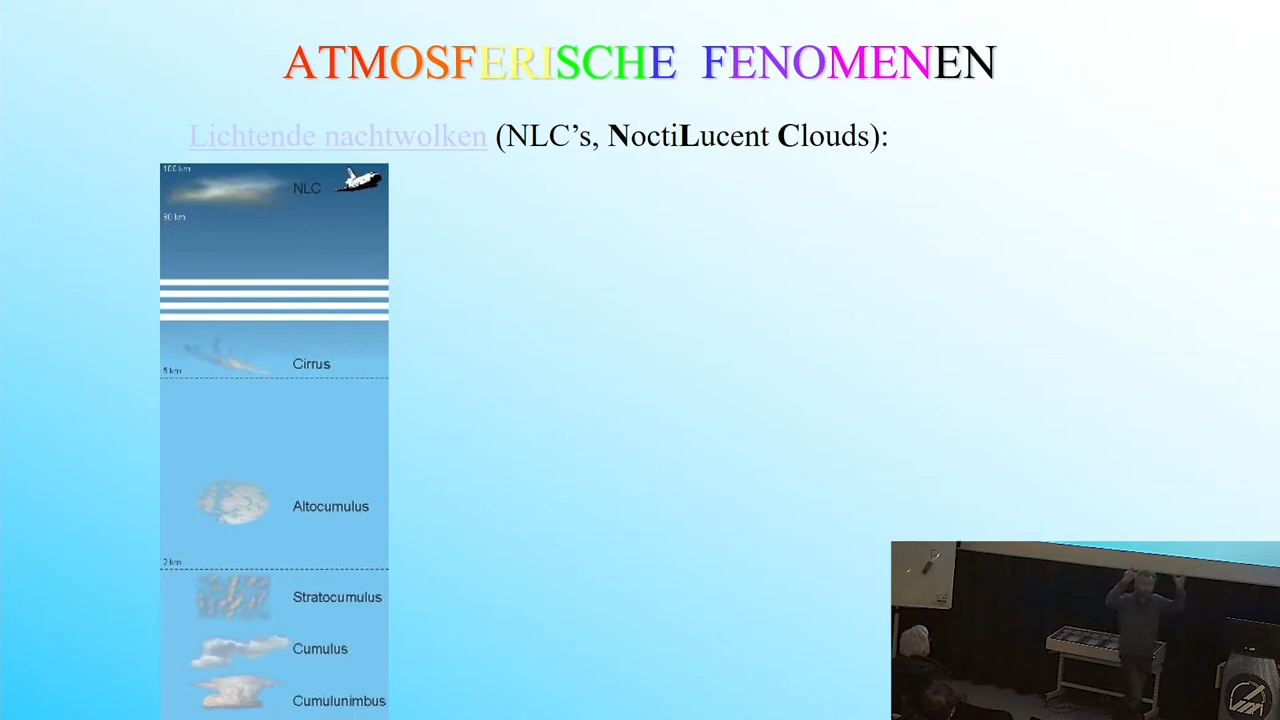 ATMOSFERISCHE FENOMENEN
Lichtende nachtwolken (NLC’s, NoctiLucent Clouds):
100 km
NLC
80 km
Cirrus
5 km
Altocumulus
2 km
Stratocumulus
Cumulus
Cumulunimbus